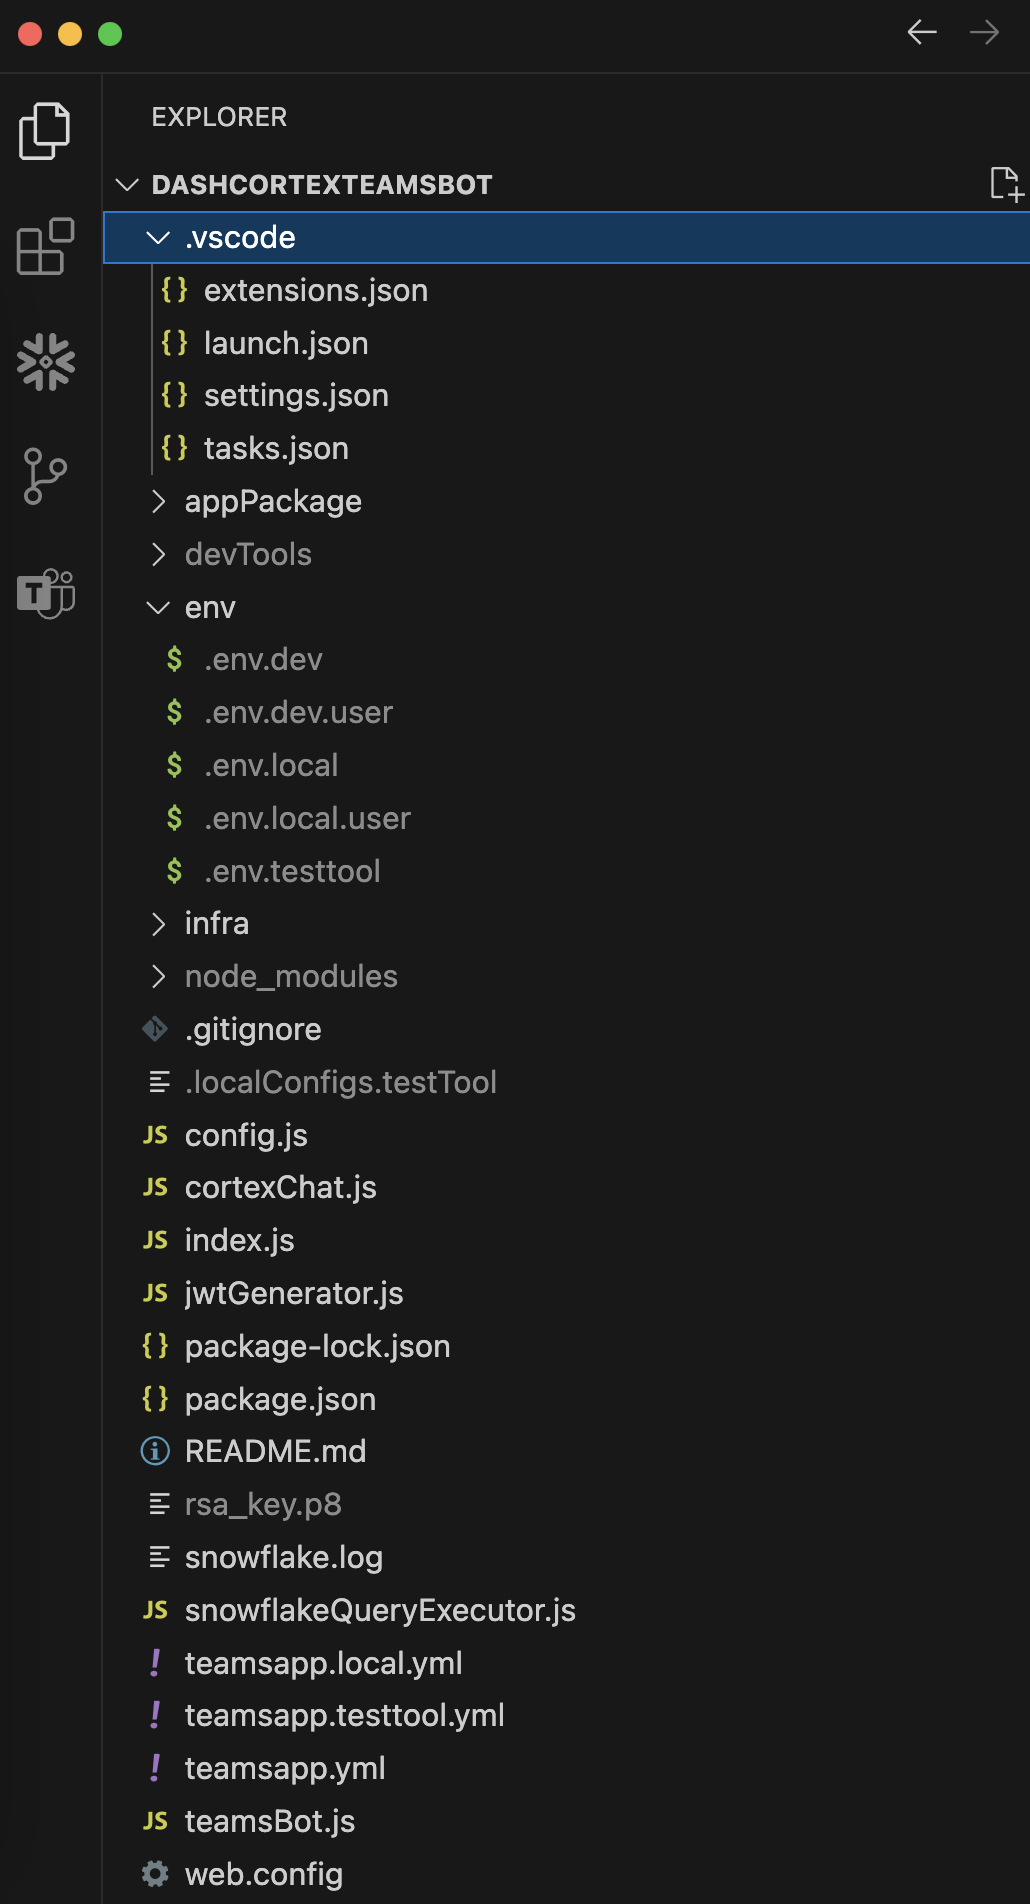 EXPLORER
DASHCORTEXTEAMSBOT
.vscode
{} extensions.json
{} launch.json
{} settings.json
{} tasks.json
appPackage
devTools
env
$ .env.dev
$ .env.dev.user
$ .env.local
$ .env.local.user
$ .env.testtool
infra
node_modules
.gitignore
.localConfigs.testTool
JS config.js
JS cortexChat.js
JS index.js
JS jwtGenerator.js
{} package-lock.json
{} package.json
README.md
rsa_key.p8
snowflake.log
JS snowflakeQueryExecutor.js
! teamsapp.local.yml
! teamsapp.testtool.yml
! teamsapp.yml
JS teamsBot.js
web.config